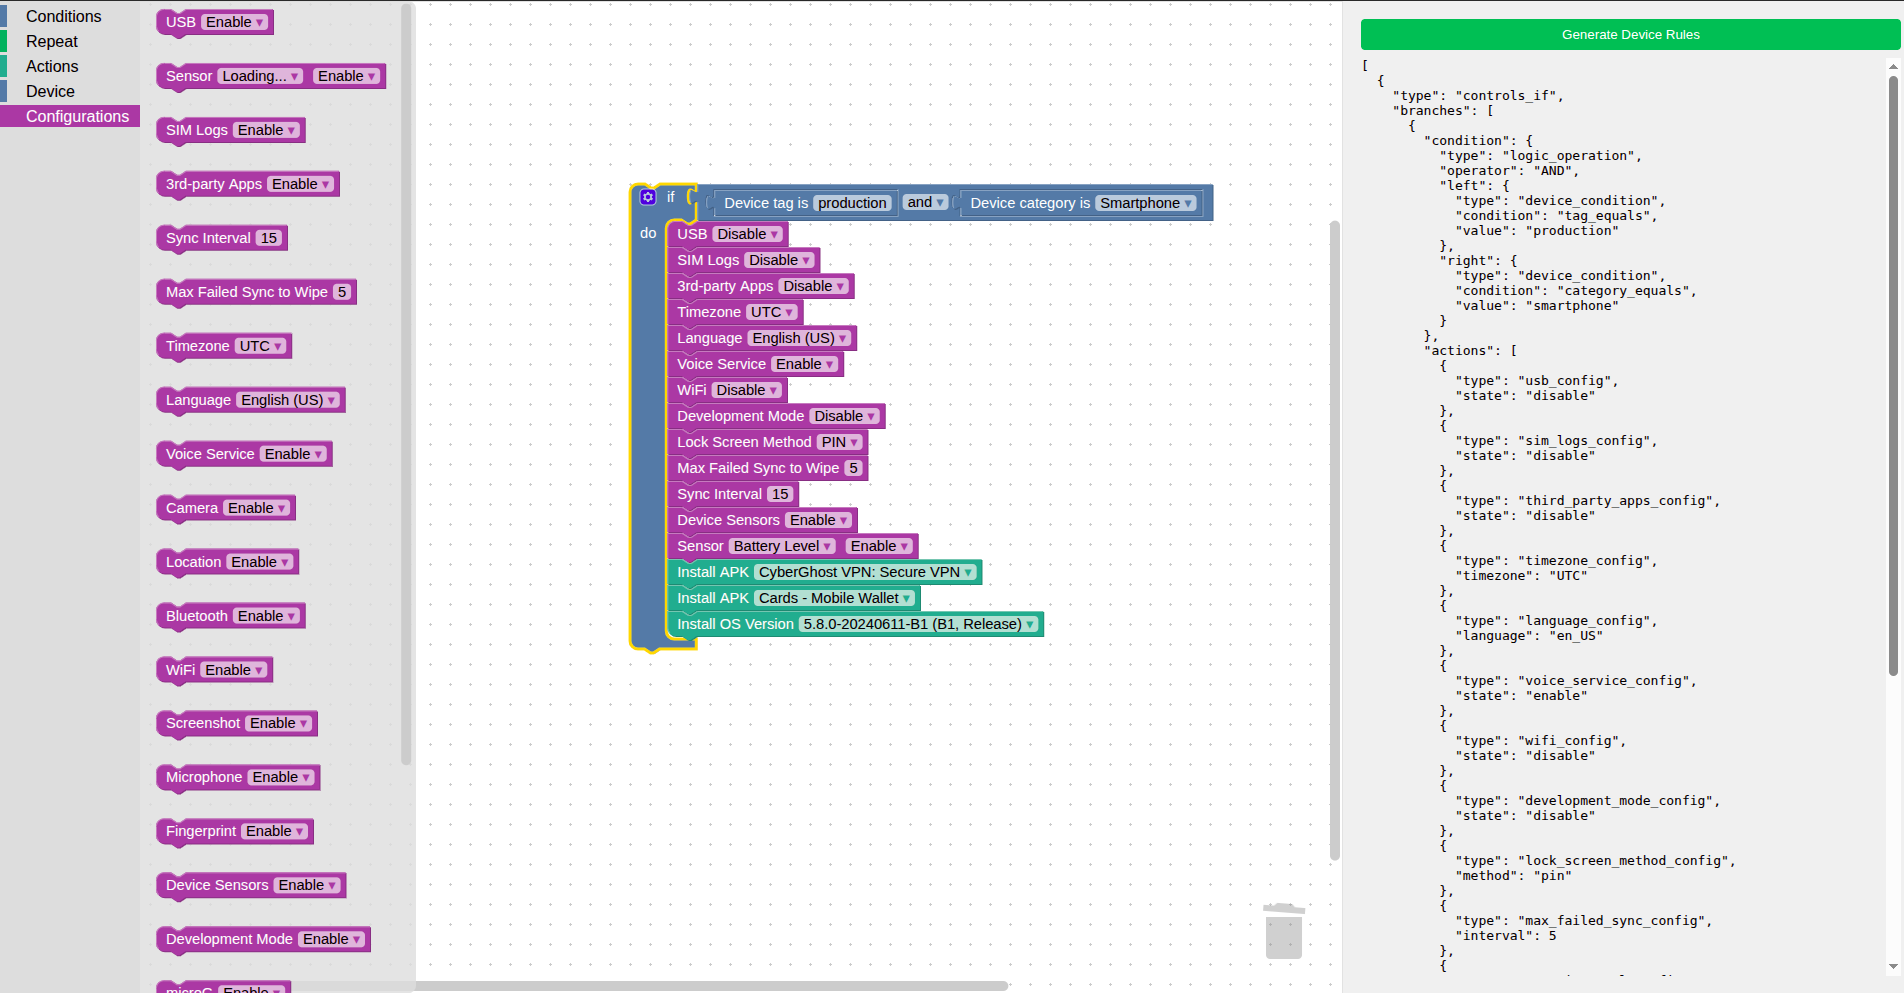 Conditions
Repeat
Actions
Device
Configurations
USB Enable ▾
Sensor Loading... ▾ Enable ▾
SIM Logs Enable ▾
3rd-party Apps Enable ▾
Sync Interval 15
Max Failed Sync to Wipe 5
Timezone UTC ▾
Language English (US) ▾
Voice Service Enable ▾
Camera Enable ▾
Location Enable ▾
Bluetooth Enable ▾
WiFi Enable ▾
Screenshot Enable ▾
Microphone Enable ▾
Fingerprint Enable ▾
Device Sensors Enable ▾
Development Mode Enable ▾
microG Enable ▾
if Device tag is production and ▾ Device category is Smartphone ▾
do USB Disable ▾
SIM Logs Disable ▾
3rd-party Apps Disable ▾
Timezone UTC ▾
Language English (US) ▾
Voice Service Enable ▾
WiFi Disable ▾
Development Mode Disable ▾
Lock Screen Method PIN ▾
Max Failed Sync to Wipe 5
Sync Interval 15
Device Sensors Enable ▾
Sensor Battery Level ▾ Enable ▾
Install APK CyberGhost VPN: Secure VPN ▾
Install APK Cards - Mobile Wallet ▾
Install OS Version 5.8.0-20240611-B1 (B1, Release) ▾
Generate Device Rules
[
{
"type": "controls_if",
"branches": [
{
"condition": {
"type": "logic_operation",
"operator": "AND",
"left": {
"type": "device_condition",
"condition": "tag_equals",
"value": "production"
},
"right": {
"type": "device_condition",
"condition": "category_equals",
"value": "smartphone"
}
},
"actions": [
{
"type": "usb_config",
"state": "disable"
},
{
"type": "sim_logs_config",
"state": "disable"
},
{
"type": "third_party_apps_config",
"state": "disable"
},
{
"type": "timezone_config",
"timezone": "UTC"
},
{
"type": "language_config",
"language": "en_US"
},
{
"type": "voice_service_config",
"state": "enable"
},
{
"type": "wifi_config",
"state": "disable"
},
{
"type": "development_mode_config",
"state": "disable"
},
{
"type": "lock_screen_method_config",
"method": "pin"
},
{
"type": "max_failed_sync_config",
"interval": 5
},
{